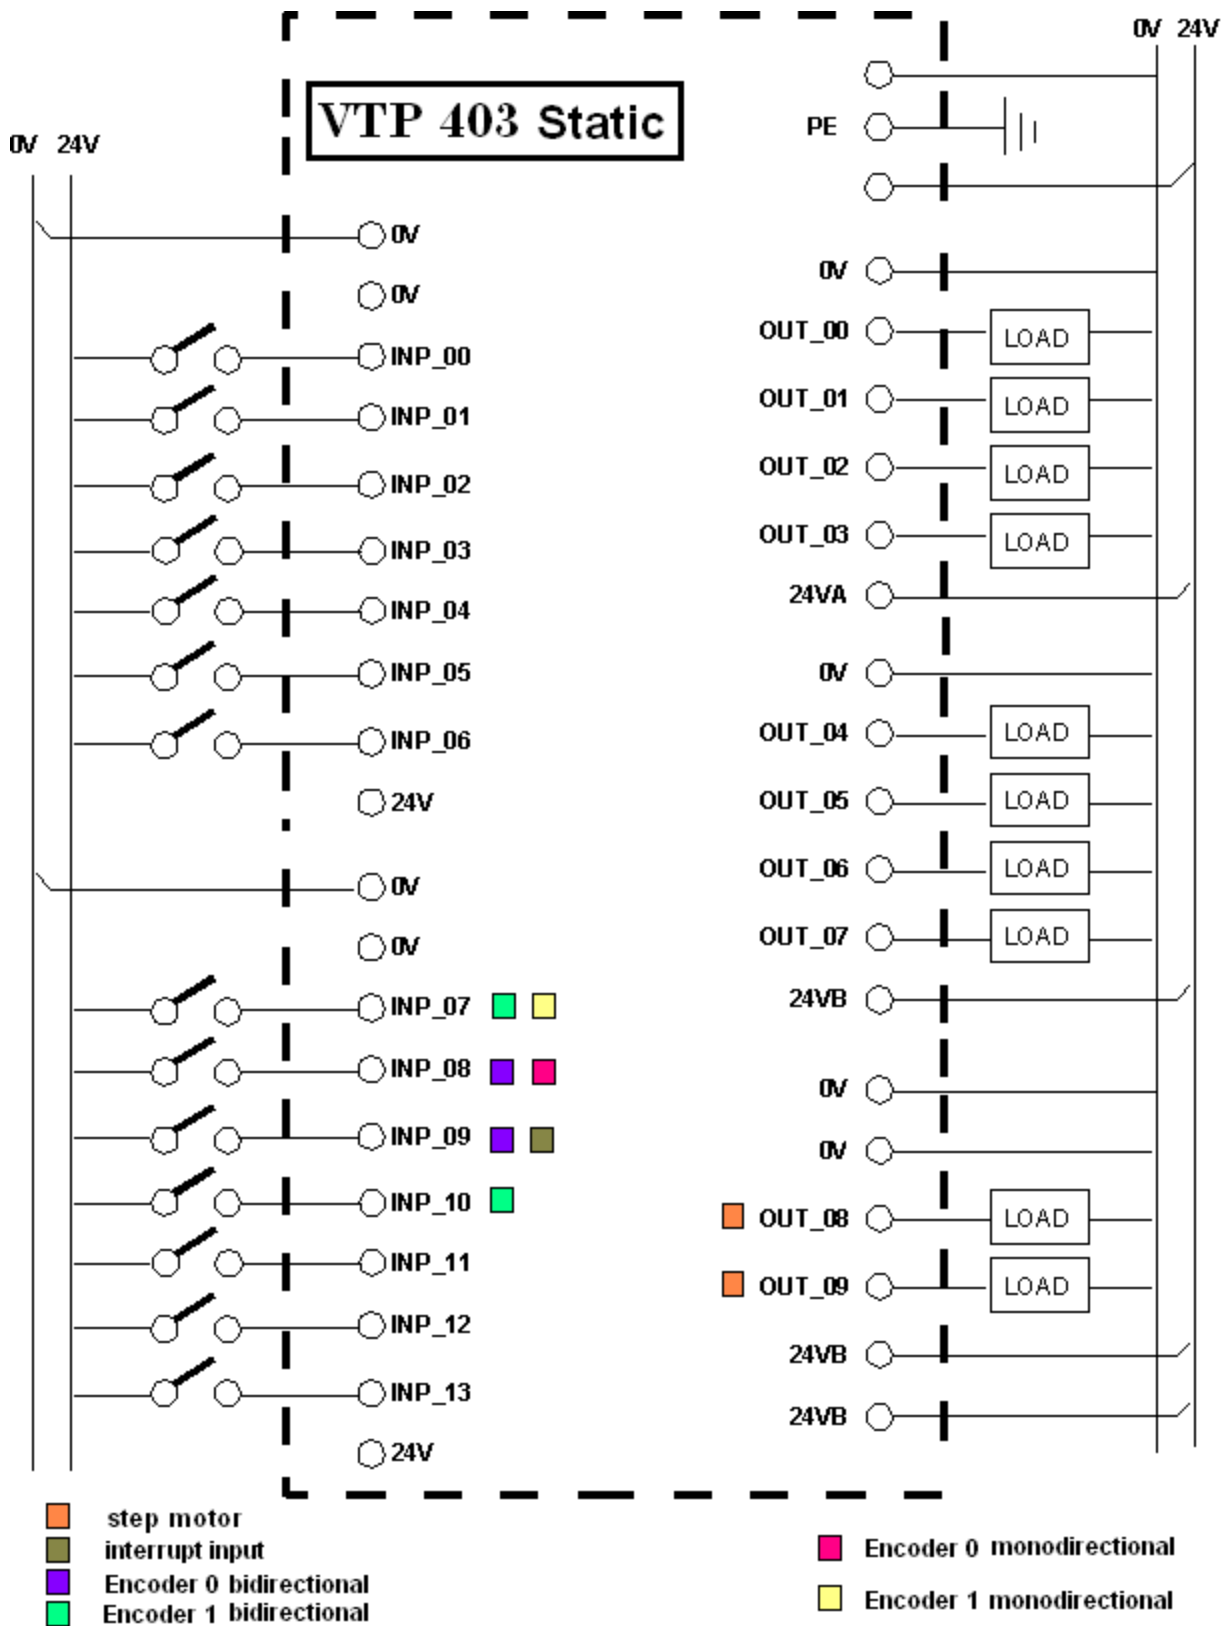 VTP 403 Static
0V 24V
0V
0V
INP_00
INP_01
INP_02
INP_03
INP_04
INP_05
INP_06
24V
0V
0V
INP_07
INP_08
INP_09
INP_10
INP_11
INP_12
INP_13
24V
0V 24V
PE
0V
OUT_00 LOAD
OUT_01 LOAD
OUT_02 LOAD
OUT_03 LOAD
24VA
0V
OUT_04 LOAD
OUT_05 LOAD
OUT_06 LOAD
OUT_07 LOAD
24VB
0V
0V
OUT_08 LOAD
OUT_09 LOAD
24VB
24VB
step motor
interrupt input
Encoder 0 bidirectional
Encoder 1 bidirectional
Encoder 0 monodirectional
Encoder 1 monodirectional